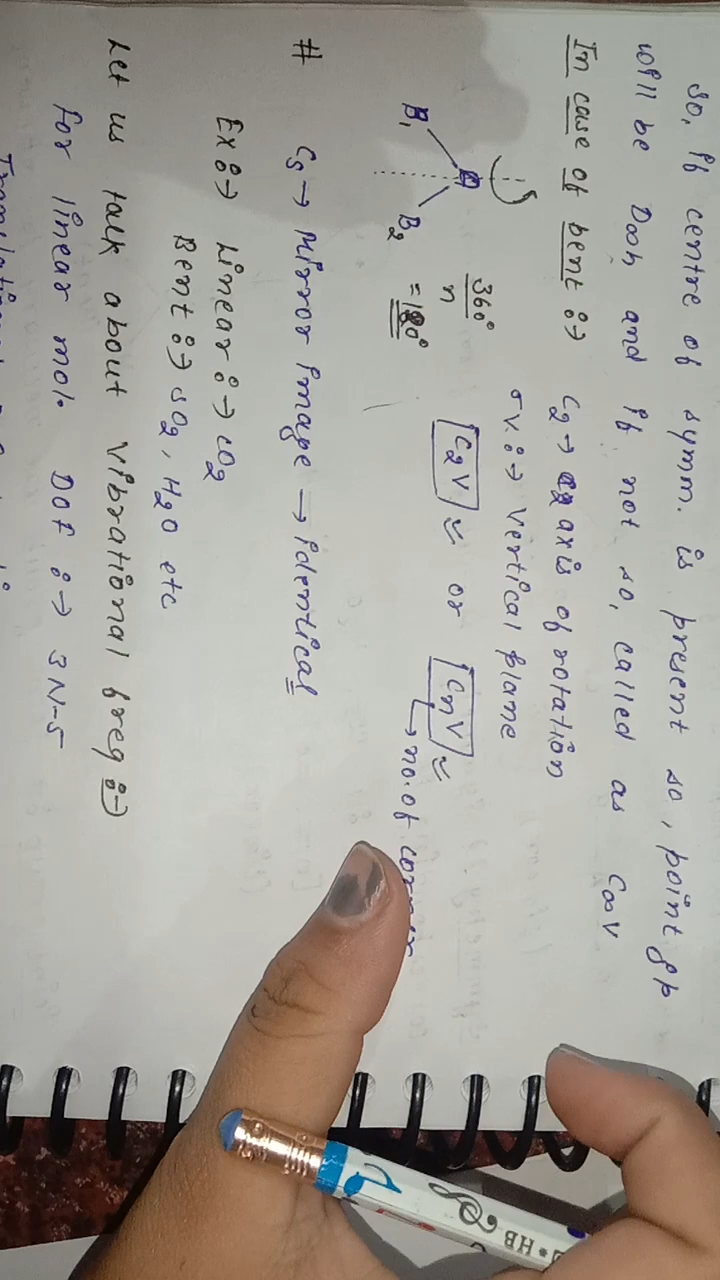 so, if centre of symm. is present so, point gp
will be D∞h and if not so, called as C∞v
In case of bent :→ C2 → axis of rotation
σv :→ vertical plane
B1 B2
360°
n
= 180°
C2V or CnV
→ no. of
# Cs → Mirror image → identical
Ex :→ Linear :→ CO2
Bent :→ SO2, H2O etc
Let us talk about vibrational freq :→
for linear mol. DOF :→ 3N-5
HB